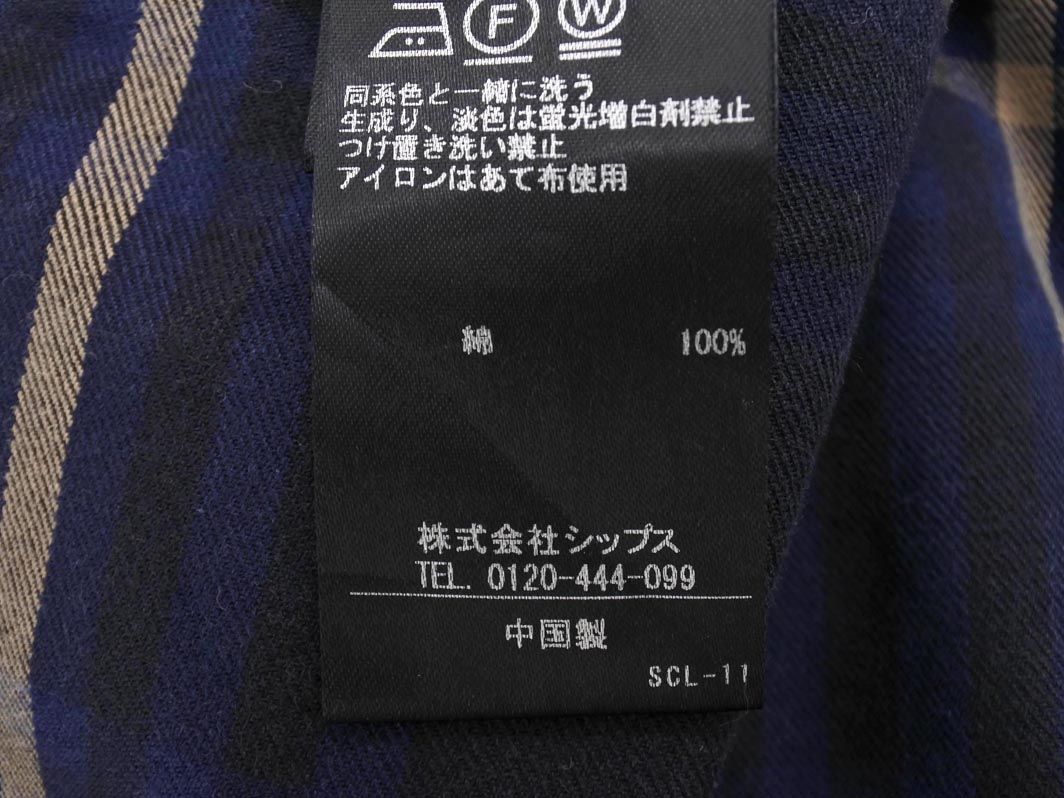 F W
同系色と一緒に洗う
生成り、淡色は蛍光増白剤禁止
つけ置き洗い禁止
アイロンはあて布使用
綿 100%
株式会社シップス
TEL. 0120-444-099
中国製
SCL-11